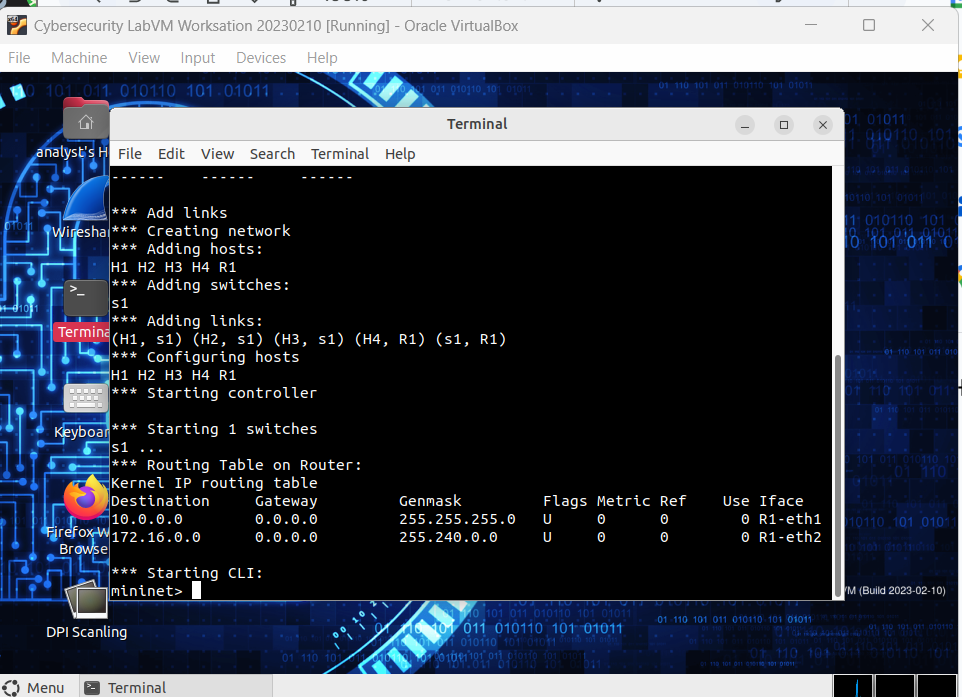 Cybersecurity LabVM Worksation 20230210 [Running] - Oracle VirtualBox
File Machine View Input Devices Help
analyst's H
Wireshar
Termina
Keyboar
Firefox W
Browse
DPI Scanling
Terminal
File Edit View Search Terminal Help
------ ------ ------
*** Add links
*** Creating network
*** Adding hosts:
H1 H2 H3 H4 R1
*** Adding switches:
s1
*** Adding links:
(H1, s1) (H2, s1) (H3, s1) (H4, R1) (s1, R1)
*** Configuring hosts
H1 H2 H3 H4 R1
*** Starting controller
*** Starting 1 switches
s1 ...
*** Routing Table on Router:
Kernel IP routing table
Destination Gateway Genmask Flags Metric Ref Use Iface
10.0.0.0 0.0.0.0 255.255.255.0 U 0 0 0 R1-eth1
172.16.0.0 0.0.0.0 255.240.0.0 U 0 0 0 R1-eth2
*** Starting CLI:
mininet>
VM (Build 2023-02-10)
Menu Terminal